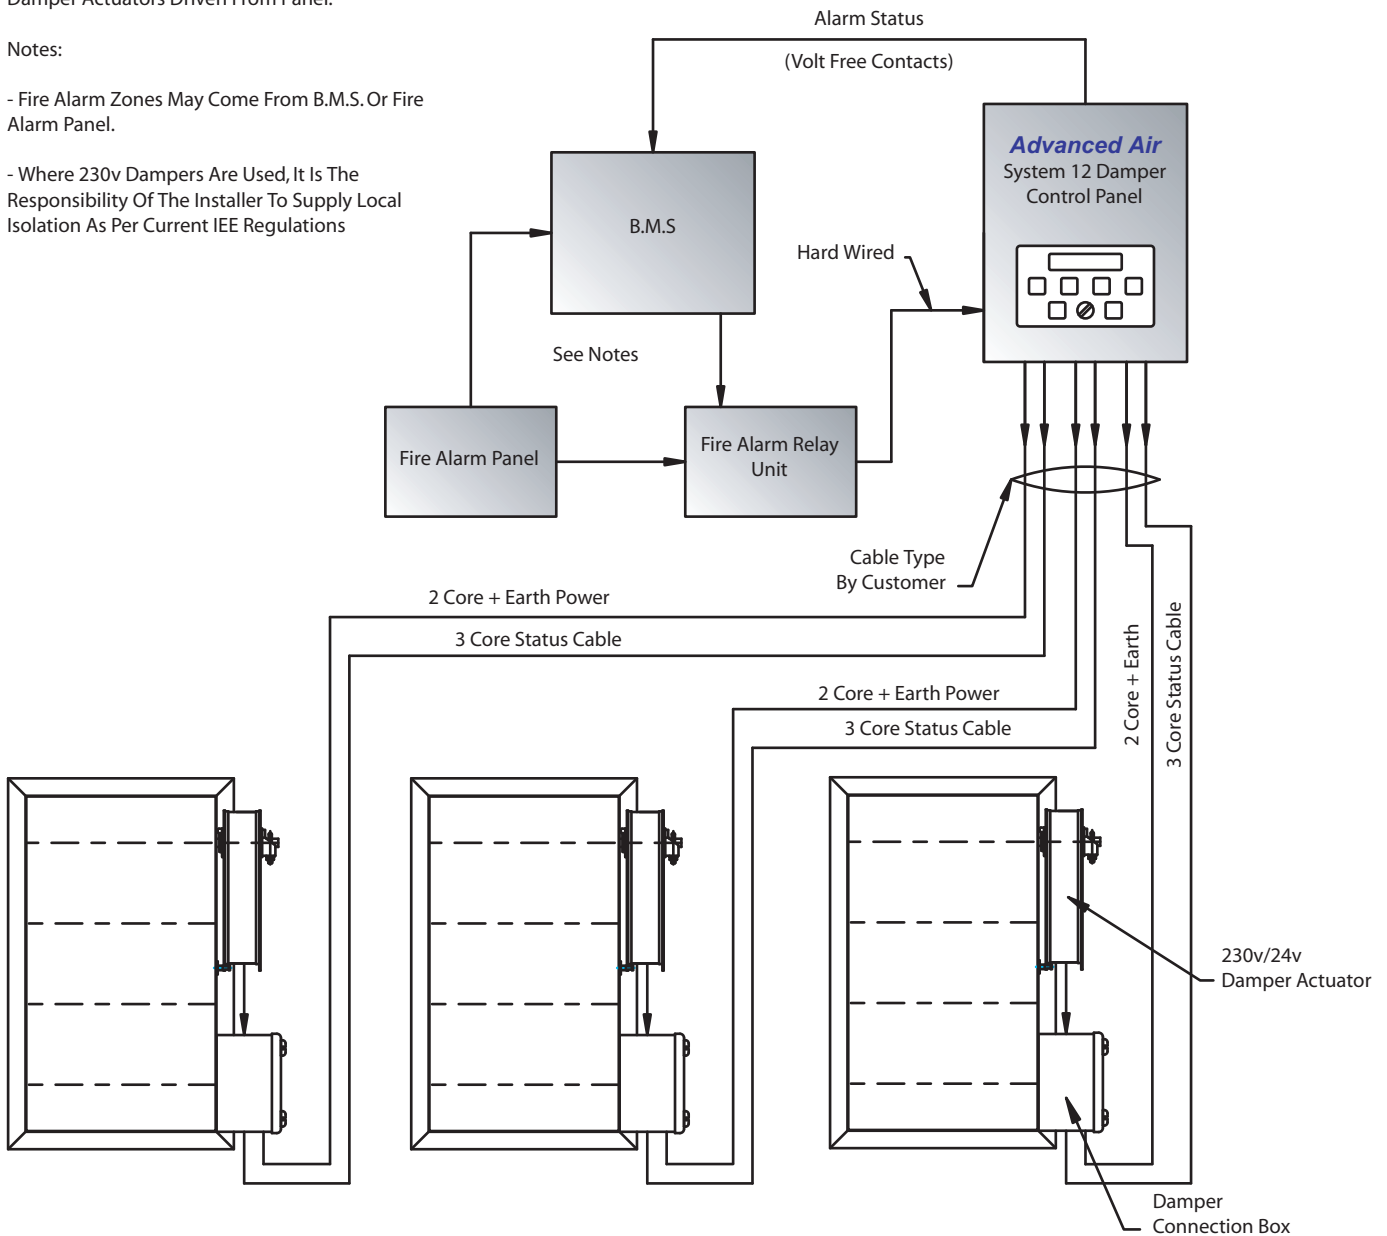 Damper Actuators Driven From Panel.
Notes:
- Fire Alarm Zones May Come From B.M.S. Or Fire
Alarm Panel.
- Where 230v Dampers Are Used, It Is The
Responsibility Of The Installer To Supply Local
Isolation As Per Current IEE Regulations
Alarm Status
(Volt Free Contacts)
Advanced Air
System 12 Damper
Control Panel
B.M.S
Hard Wired
See Notes
Fire Alarm Panel
Fire Alarm Relay
Unit
Cable Type
By Customer
2 Core + Earth Power
3 Core Status Cable
2 Core + Earth Power
3 Core Status Cable
2 Core + Earth
3 Core Status Cable
230v/24v
Damper Actuator
Damper
Connection Box